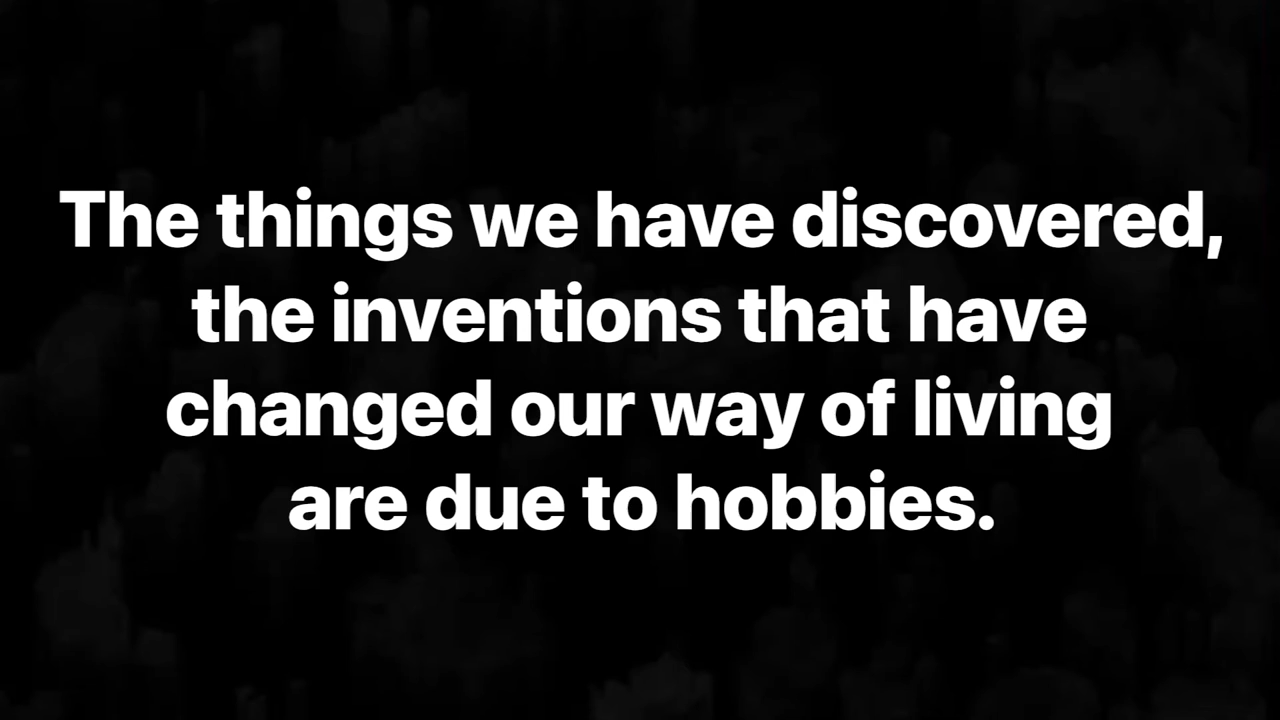 The things we have discovered,
the inventions that have
changed our way of living
are due to hobbies.